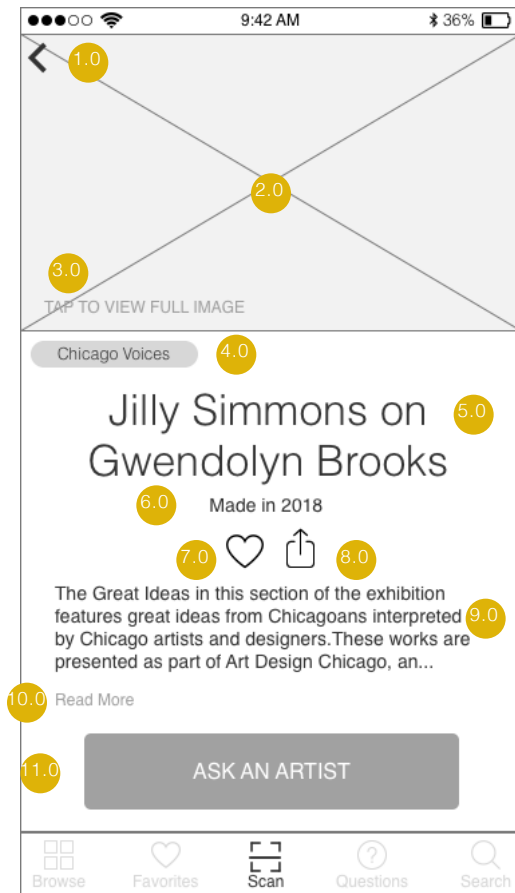 9:42 AM
36%
1.0
2.0
3.0
TAP TO VIEW FULL IMAGE
Chicago Voices
4.0
Jilly Simmons on
5.0
Gwendolyn Brooks
6.0
Made in 2018
7.0
8.0
The Great Ideas in this section of the exhibition
features great ideas from Chicagoans interpreted
9.0
by Chicago artists and designers.These works are
presented as part of Art Design Chicago, an...
10.0
Read More
11.0
ASK AN ARTIST
Browse
Favorites
Scan
Questions
Search